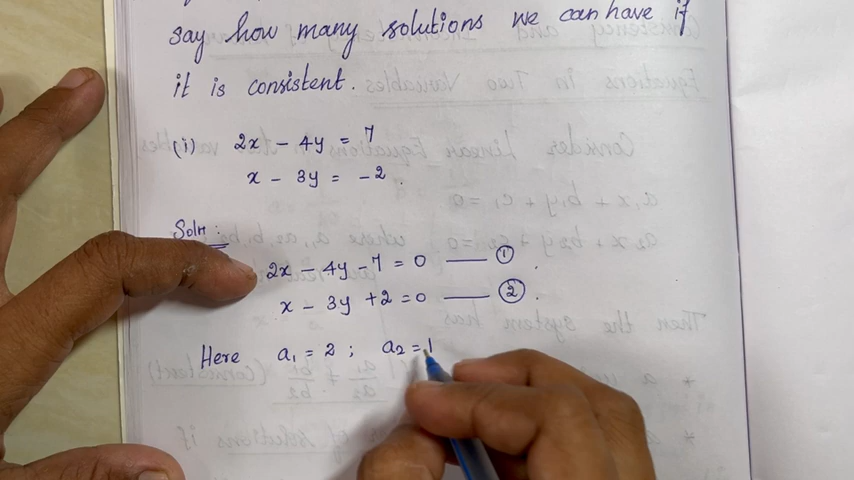 say how many solutions we can have if
it is consistent.
(i) 2x - 4y = 7
x - 3y = -2.
Soln:
2x - 4y - 7 = 0 —— ①.
x - 3y + 2 = 0 —— ②.
Here a₁ = 2 ; a₂ = 1